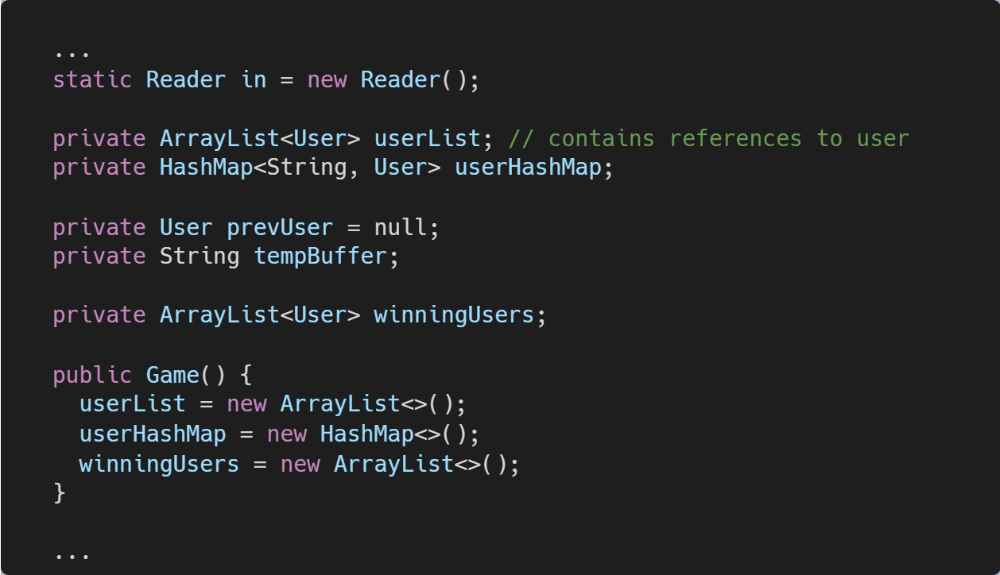 ...
static Reader in = new Reader();
private ArrayList<User> userList; // contains references to user
private HashMap<String, User> userHashMap;
private User prevUser = null;
private String tempBuffer;
private ArrayList<User> winningUsers;
public Game() {
  userList = new ArrayList<>();
  userHashMap = new HashMap<>();
  winningUsers = new ArrayList<>();
}
...